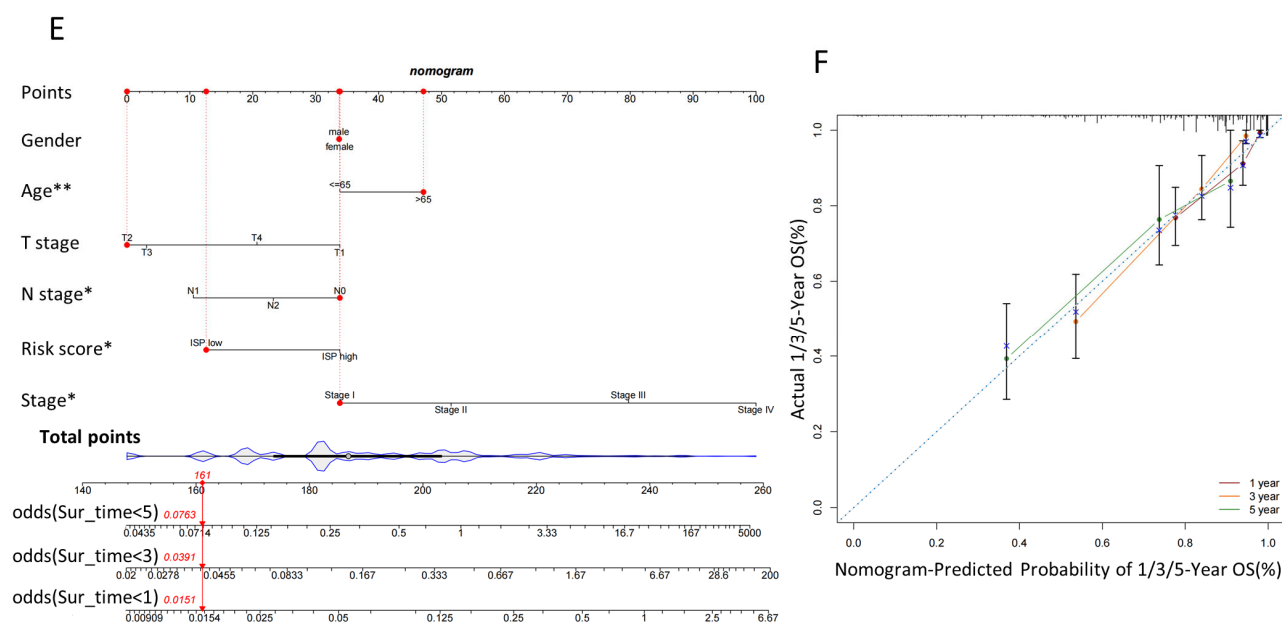 E
nomogram
Points
0 10 20 30 40 50 60 70 80 90 100
Gender
male
female
Age**
<=65
>65
T stage
T2 T4
T3 T1
N stage*
N1 N0
N2
Risk score*
ISP low
ISP high
Stage*
Stage I Stage III
Stage II Stage IV
Total points
161
140 160 180 200 220 240 260
odds(Sur_time<5) 0.0763
0.0435 0.0714 0.125 0.25 0.5 1 3.33 16.7 167 5000
odds(Sur_time<3) 0.0391
0.02 0.0278 0.0455 0.0833 0.167 0.333 0.667 1.67 6.67 28.6 200
odds(Sur_time<1) 0.0151
0.00909 0.0154 0.025 0.05 0.125 0.25 0.5 1 2.5 6.67
F
Actual 1/3/5-Year OS(%)
1.0
0.8
0.6
0.4
0.2
0.0
1 year
3 year
5 year
0.0 0.2 0.4 0.6 0.8 1.0
Nomogram-Predicted Probability of 1/3/5-Year OS(%)